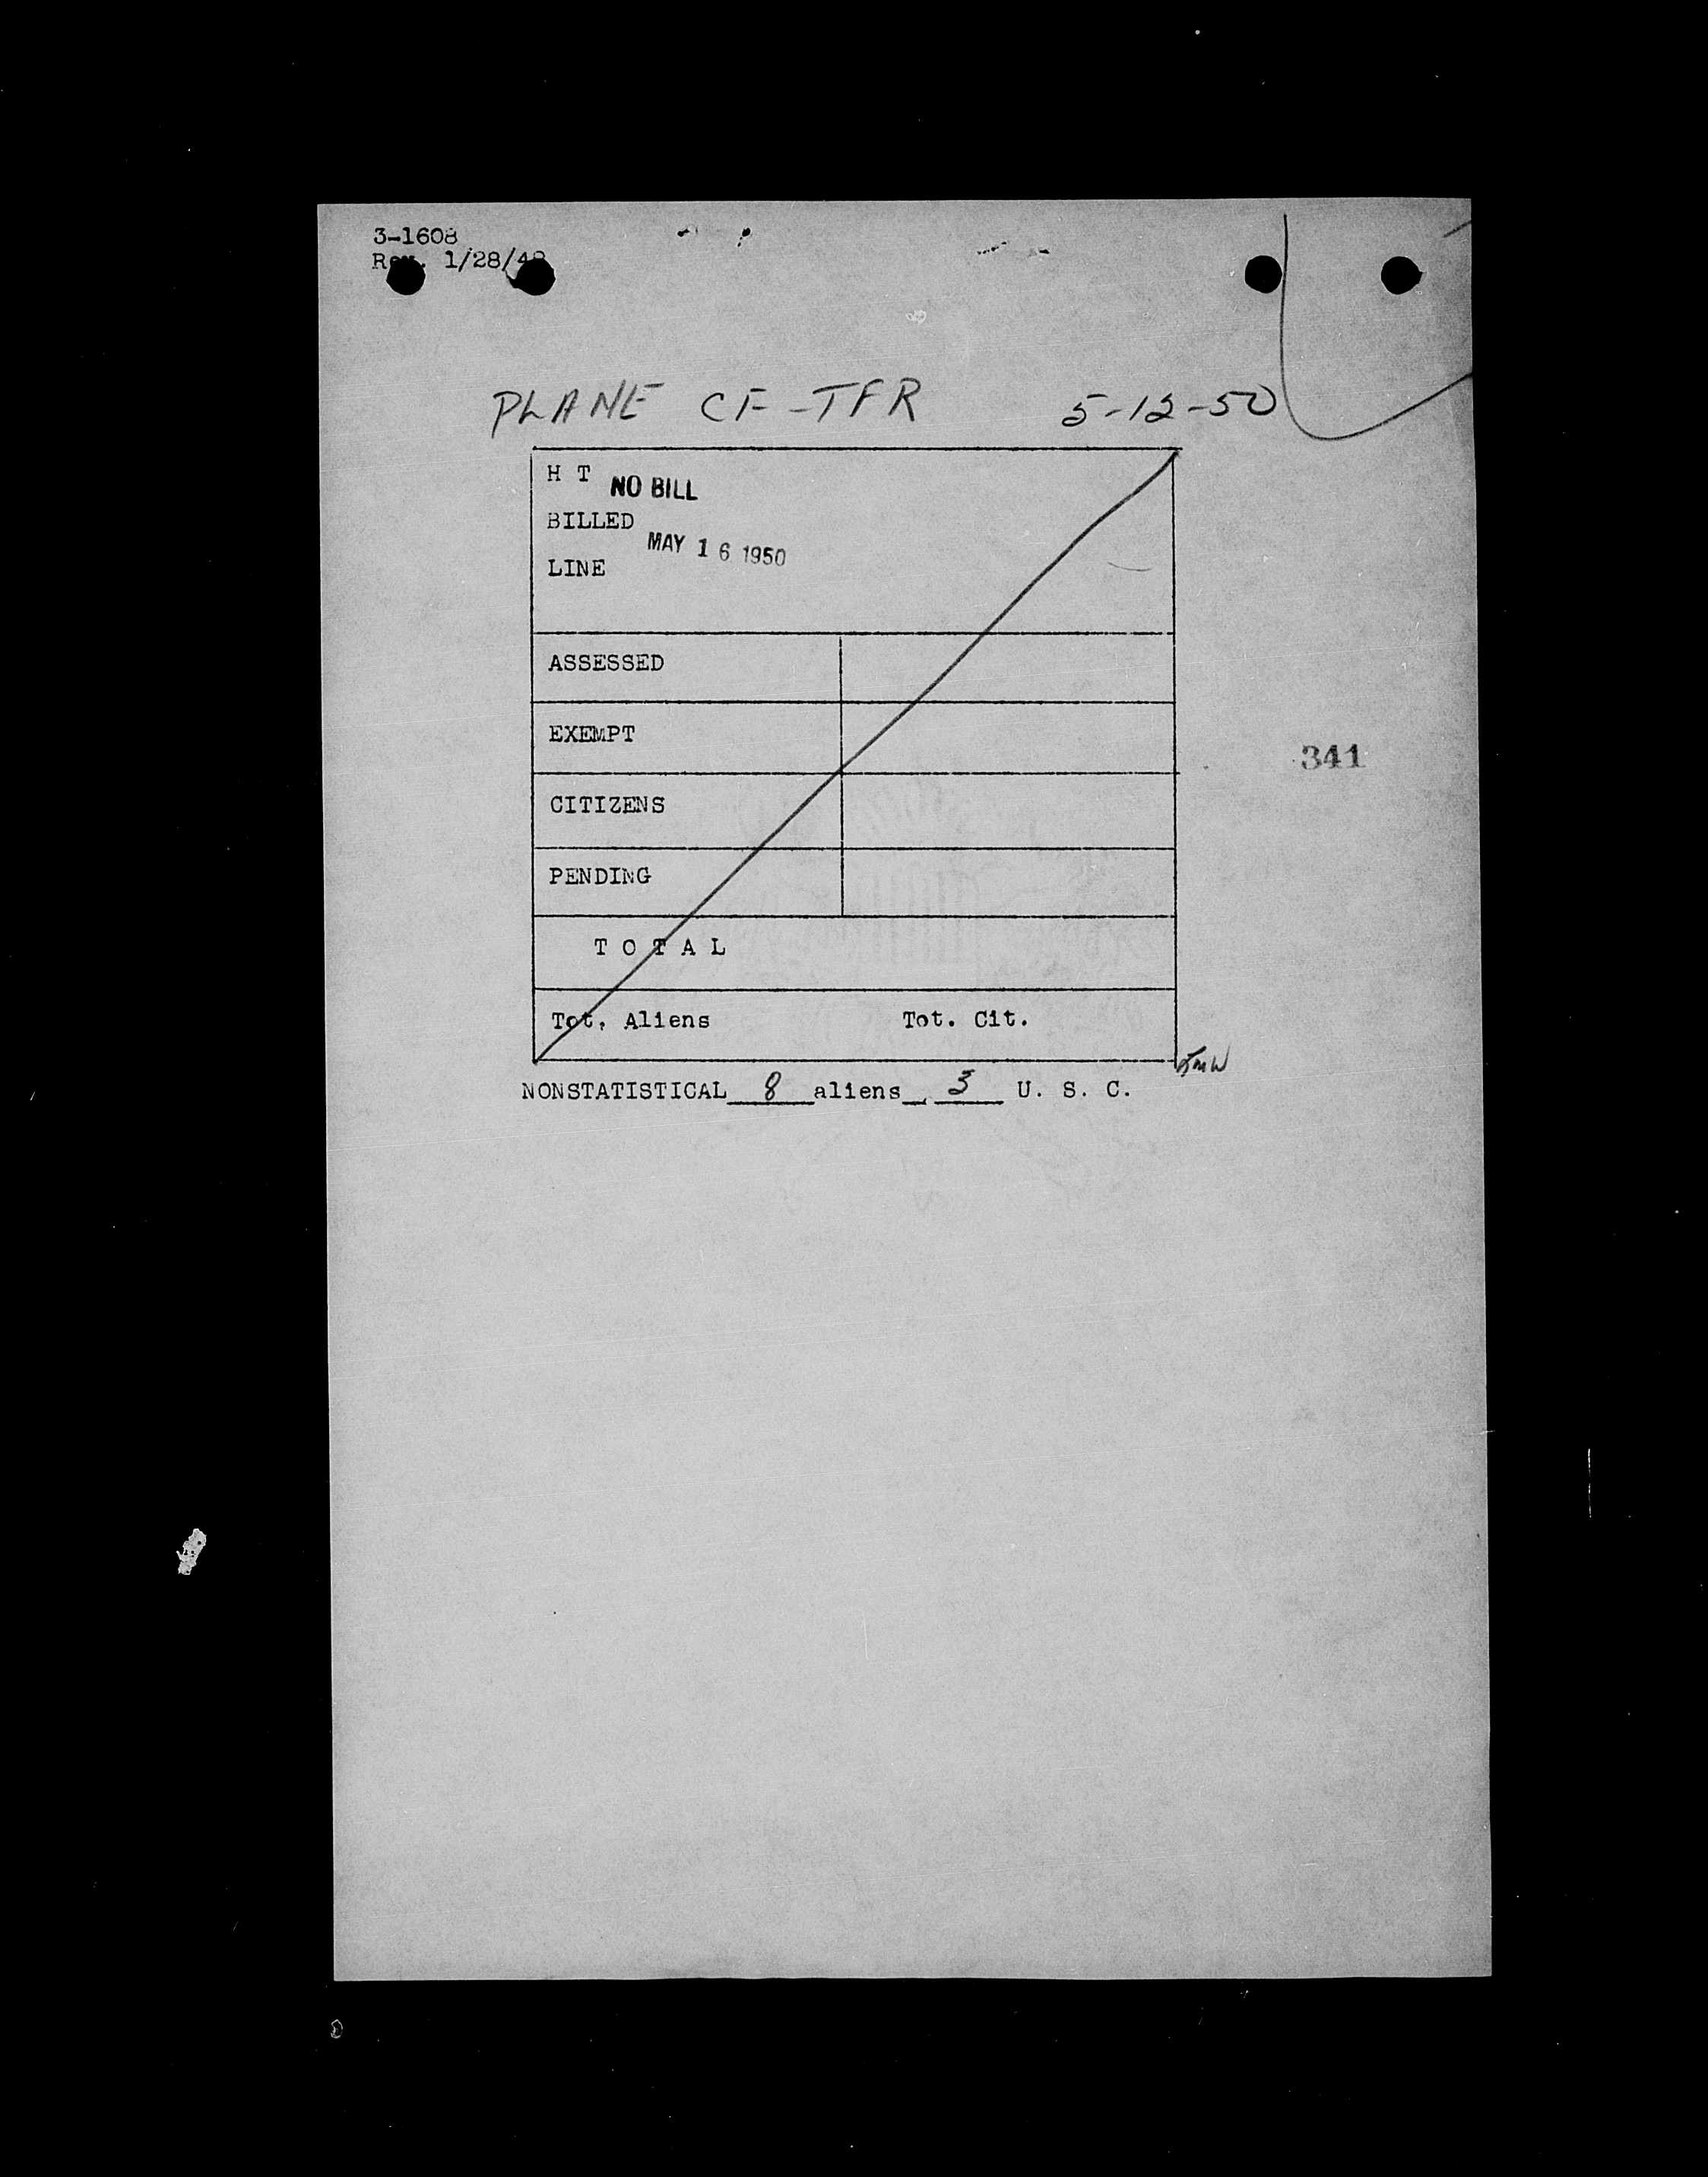 3-1608
Rev. 1/28/48
PLANE CF-TFR 5-12-50
H T NO BILL
BILLED
MAY 16 1950
LINE
ASSESSED
EXEMPT
341
CITIZENS
PENDING
T O T A L
Tot. Aliens Tot. Cit.
NONSTATISTICAL 8 aliens 3 U. S. C.